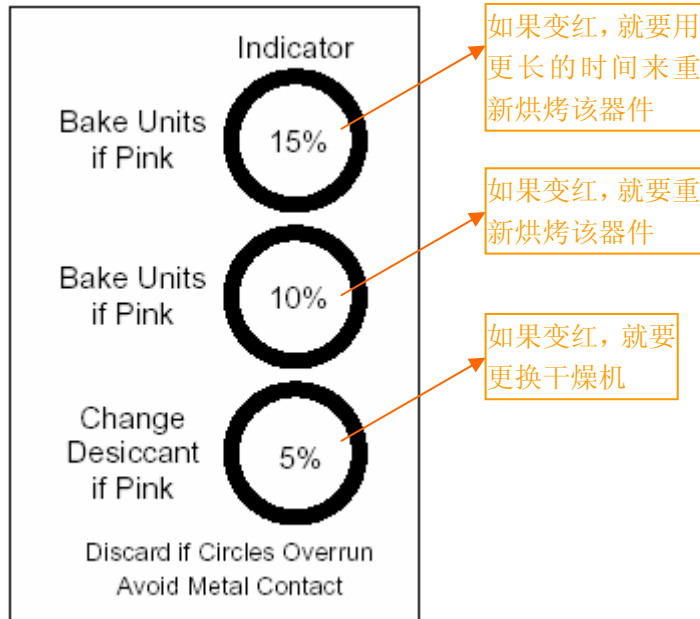 Indicator
Bake Units
if Pink
15%
如果变红，就要用
更长的时间来重
新烘烤该器件
Bake Units
if Pink
10%
如果变红，就要重
新烘烤该器件
Change
Desiccant
if Pink
5%
如果变红，就要
更换干燥机
Discard if Circles Overrun
Avoid Metal Contact